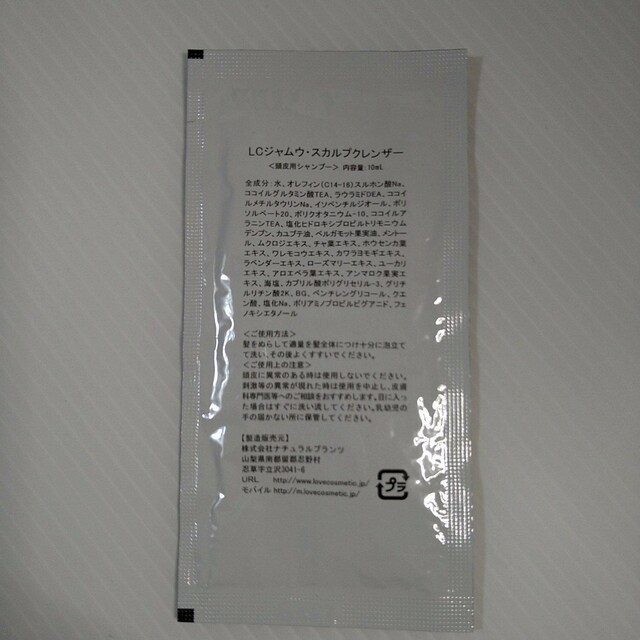 LCジャムウ・スカルプクレンザー
<頭皮用シャンプー> 内容量:10mL
全成分:水、オレフィン(C14-16)スルホン酸Na、
ココイルグルタミン酸TEA、ラウラミドDEA、ココイ
ルメチルタウリンNa、イソペンチルジオール、ポリ
ソルベート20、ポリクオタニウム-10、ココイルア
ラニンTEA、塩化ヒドロキシプロピルトリモニウム
デンプン、カユプテ油、ベルガモット果実油、メントー
ル、ムクロジエキス、チャ葉エキス、ホウセンカ葉
エキス、ワレモコウエキス、カワラヨモギエキス、
ラベンダーエキス、ローズマリーエキス、ユーカリ
エキス、アロエベラ葉エキス、アンマロク果実エ
キス、海塩、カプリル酸ポリグリセリル-3、グリチ
ルリチン酸2K、BG、ペンチレングリコール、クエ
ン酸、塩化Na、ポリアミノプロピルビグアニド、フェ
ノキシエタノール
<ご使用方法>
髪をぬらして適量を髪全体につけ十分に泡立て
て洗い、その後よくすすいでください。
<ご使用上の注意>
頭皮に異常のある時は使用しないでください。
刺激等の異常が現れた時は使用を中止し、皮膚
科専門医等へのご相談をおすすめします。目に入っ
た場合はすぐに洗い流してください。乳幼児の
手の届かない所に保管してください。
【製造販売元】
株式会社ナチュラルプランツ
山梨県南都留郡忍野村
忍草字立沢3041-6
URL http://www.lovecosmetic.jp/
モバイル http://m.lovecosmetic.jp/
プラ